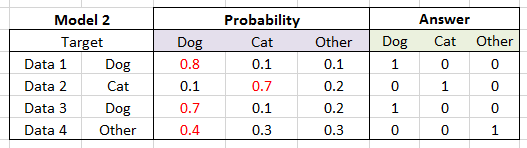 Model 2 Probability Answer
Target Dog Cat Other Dog Cat Other
Data 1 Dog 0.8 0.1 0.1 1 0 0
Data 2 Cat 0.1 0.7 0.2 0 1 0
Data 3 Dog 0.7 0.1 0.2 1 0 0
Data 4 Other 0.4 0.3 0.3 0 0 1